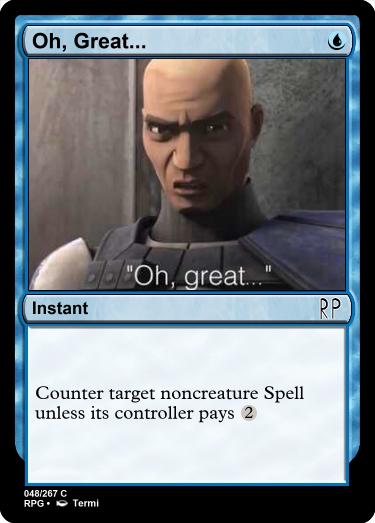 Oh, Great...
"Oh, great..."
Instant
RP
Counter target noncreature Spell
unless its controller pays 2
048/267 C
RPG • Termi